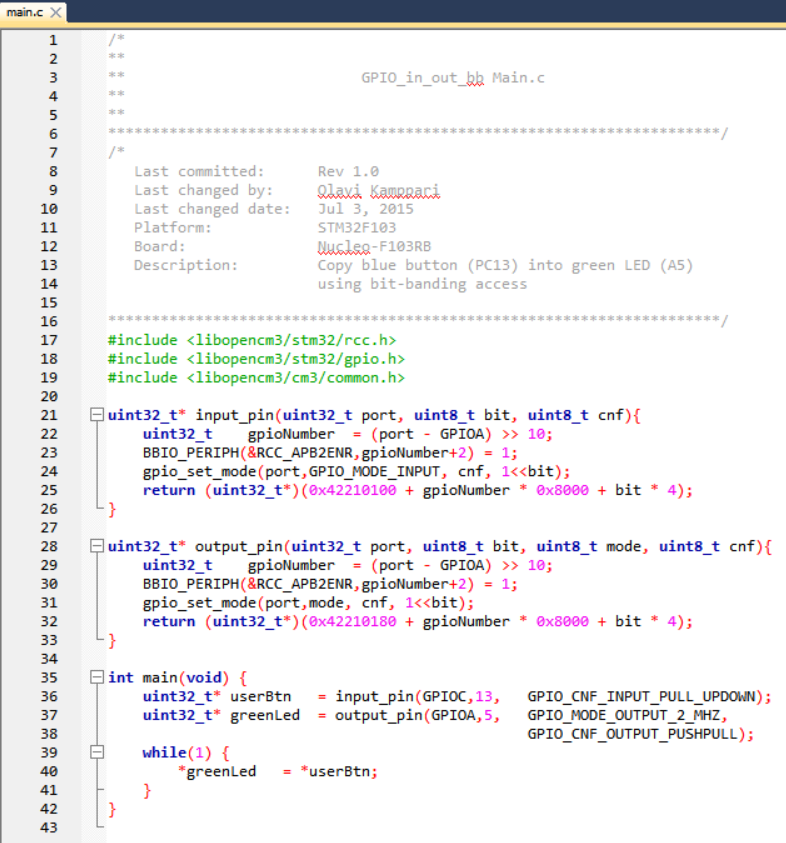 main.c
1 /*
2 **
3 ** GPIO_in_out_bb Main.c
4 **
5 **
6 **********************************************************************/
7 /*
8 Last committed: Rev 1.0
9 Last changed by: Olavi Kamppari
10 Last changed date: Jul 3, 2015
11 Platform: STM32F103
12 Board: Nucleo-F103RB
13 Description: Copy blue button (PC13) into green LED (A5)
14 using bit-banding access
15
16 **********************************************************************/
17 #include <libopencm3/stm32/rcc.h>
18 #include <libopencm3/stm32/gpio.h>
19 #include <libopencm3/cm3/common.h>
20
21 uint32_t* input_pin(uint32_t port, uint8_t bit, uint8_t cnf){
22 uint32_t gpioNumber = (port - GPIOA) >> 10;
23 BBIO_PERIPH(&RCC_APB2ENR,gpioNumber+2) = 1;
24 gpio_set_mode(port,GPIO_MODE_INPUT, cnf, 1<<bit);
25 return (uint32_t*)(0x42210100 + gpioNumber * 0x8000 + bit * 4);
26 }
27
28 uint32_t* output_pin(uint32_t port, uint8_t bit, uint8_t mode, uint8_t cnf){
29 uint32_t gpioNumber = (port - GPIOA) >> 10;
30 BBIO_PERIPH(&RCC_APB2ENR,gpioNumber+2) = 1;
31 gpio_set_mode(port,mode, cnf, 1<<bit);
32 return (uint32_t*)(0x42210180 + gpioNumber * 0x8000 + bit * 4);
33 }
34
35 int main(void) {
36 uint32_t* userBtn = input_pin(GPIOC,13, GPIO_CNF_INPUT_PULL_UPDOWN);
37 uint32_t* greenLed = output_pin(GPIOA,5, GPIO_MODE_OUTPUT_2_MHZ,
38 GPIO_CNF_OUTPUT_PUSHPULL);
39 while(1) {
40 *greenLed = *userBtn;
41 }
42 }
43